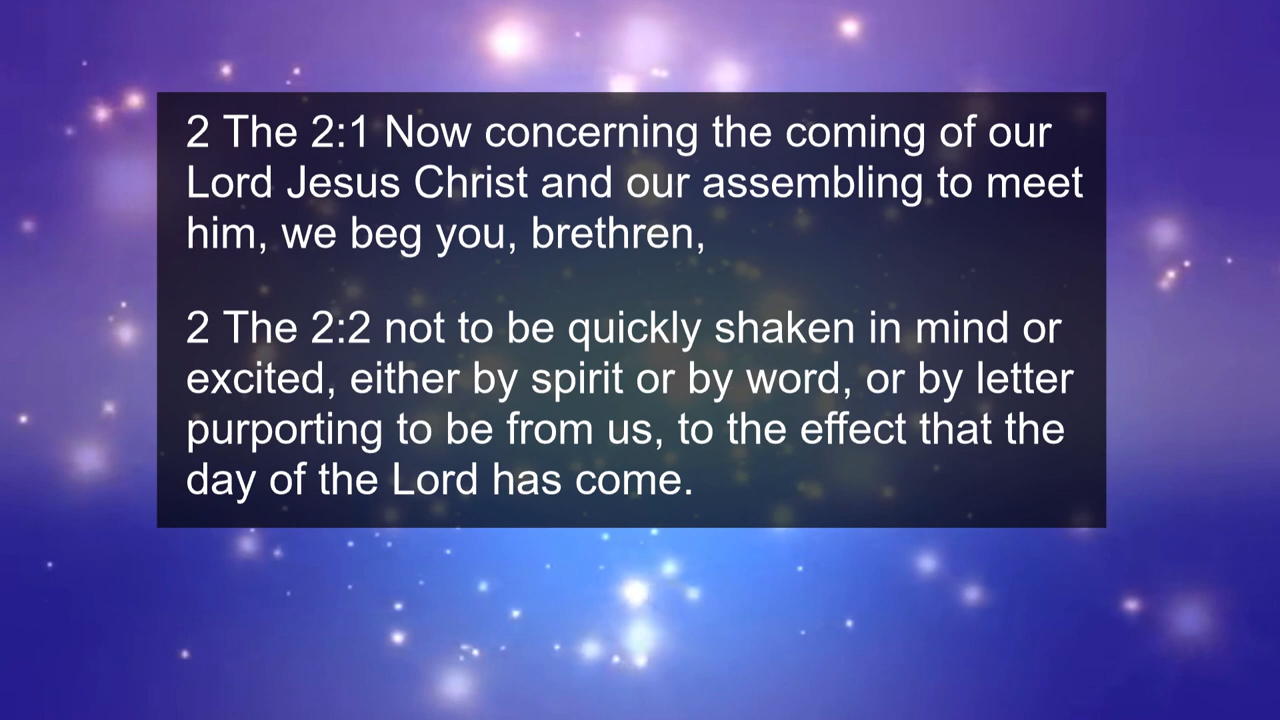 2 The 2:1 Now concerning the coming of our
Lord Jesus Christ and our assembling to meet
him, we beg you, brethren,
2 The 2:2 not to be quickly shaken in mind or
excited, either by spirit or by word, or by letter
purporting to be from us, to the effect that the
day of the Lord has come.